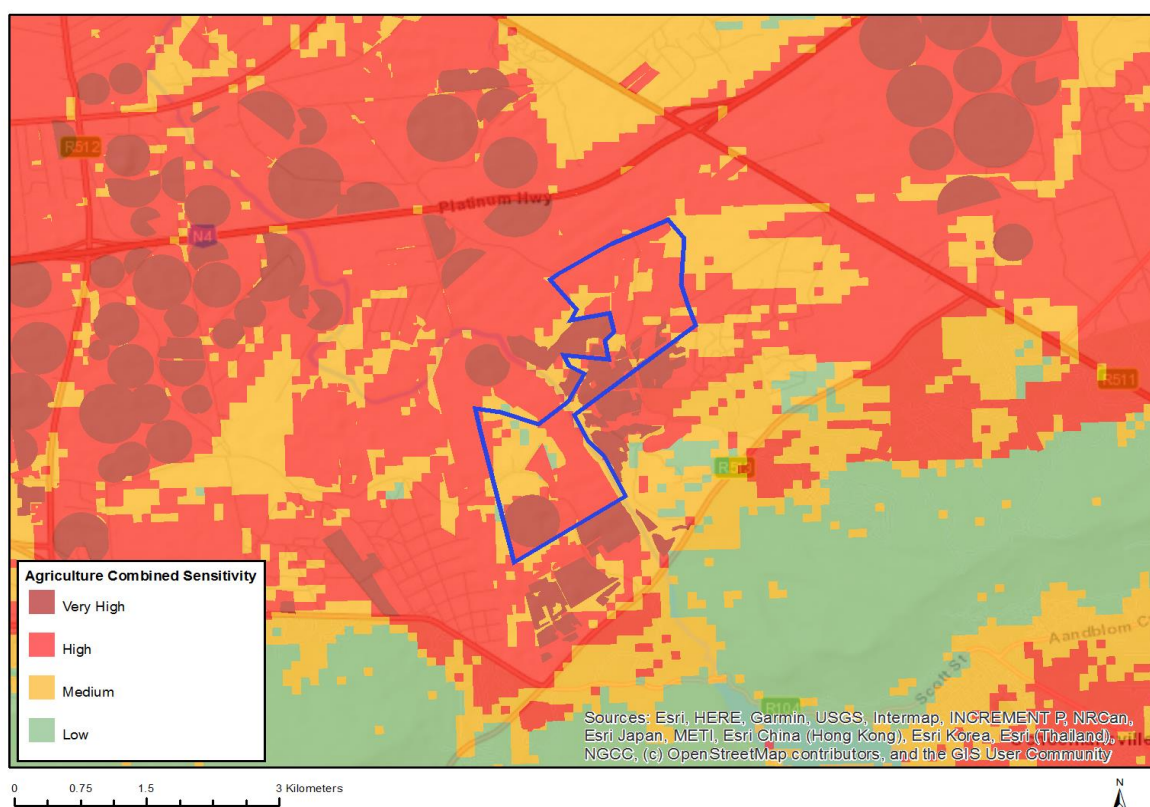 R512
Platinum Hwy
N4
R511
Agriculture Combined Sensitivity
Very High
High
Medium
Low
Aandblom
Scott St
R104
Sources: Esri, HERE, Garmin, USGS, Intermap, INCREMENT P, NRCan,
Esri Japan, METI, Esri China (Hong Kong), Esri Korea, Esri (Thailand),
NGCC, (c) OpenStreetMap contributors, and the GIS User Community
0 0.75 1.5 3 Kilometers
N